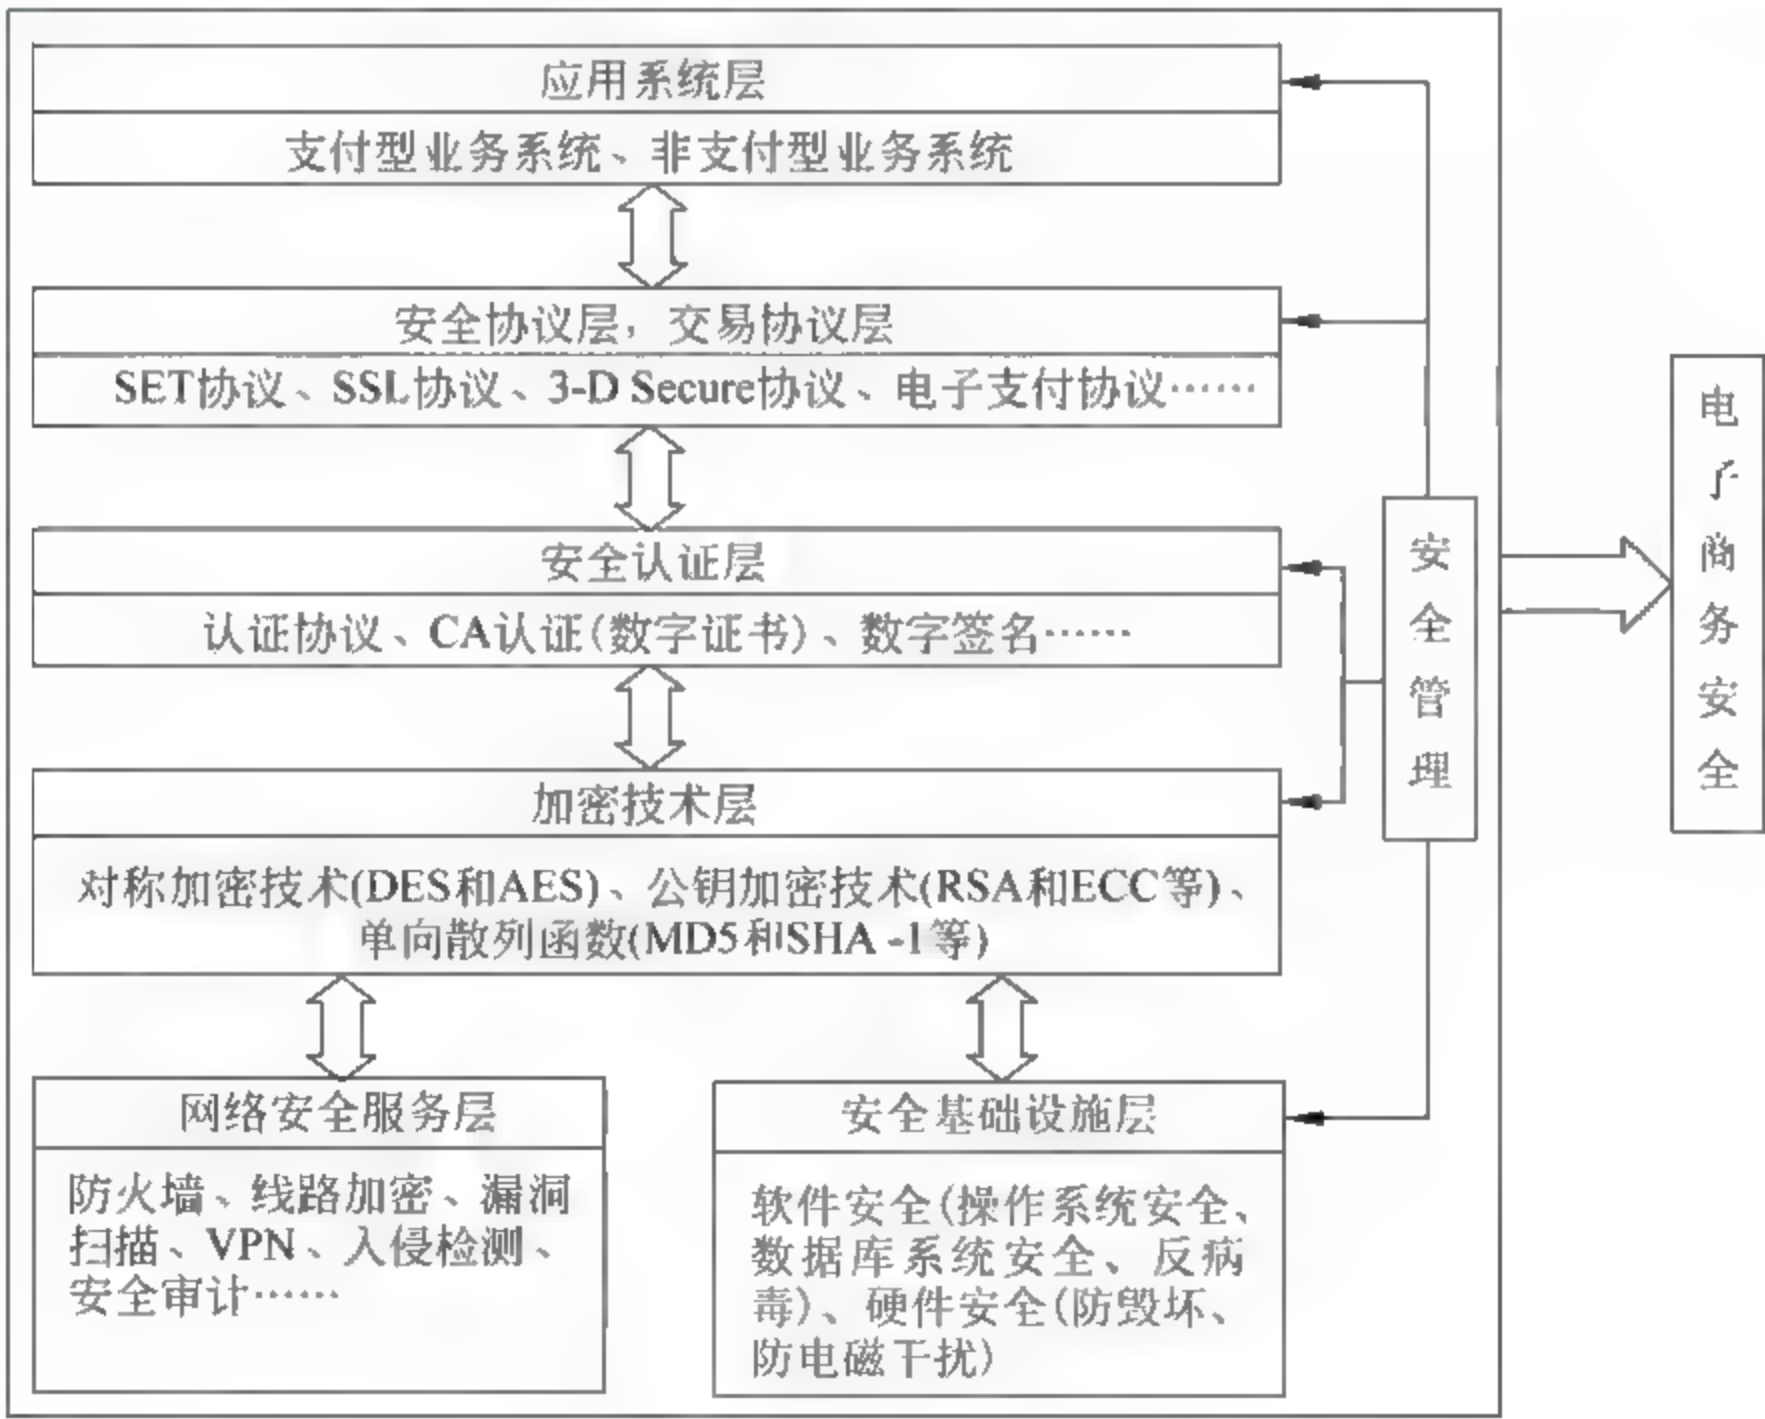 应用系统层
支付型业务系统、非支付型业务系统
安全协议层，交易协议层
SET协议、SSL协议、3-D Secure协议、电子支付协议……
安全认证层
认证协议、CA认证(数字证书)、数字签名……
加密技术层
对称加密技术(DES和AES)、公钥加密技术(RSA和ECC等)、
单向散列函数(MD5和SHA -1等)
网络安全服务层
防火墙、线路加密、漏洞
扫描、VPN、入侵检测、
安全审计……
安全基础设施层
软件安全(操作系统安全、
数据库系统安全、反病
毒)、硬件安全(防毁坏、
防电磁干扰)
安全管理
电子商务安全